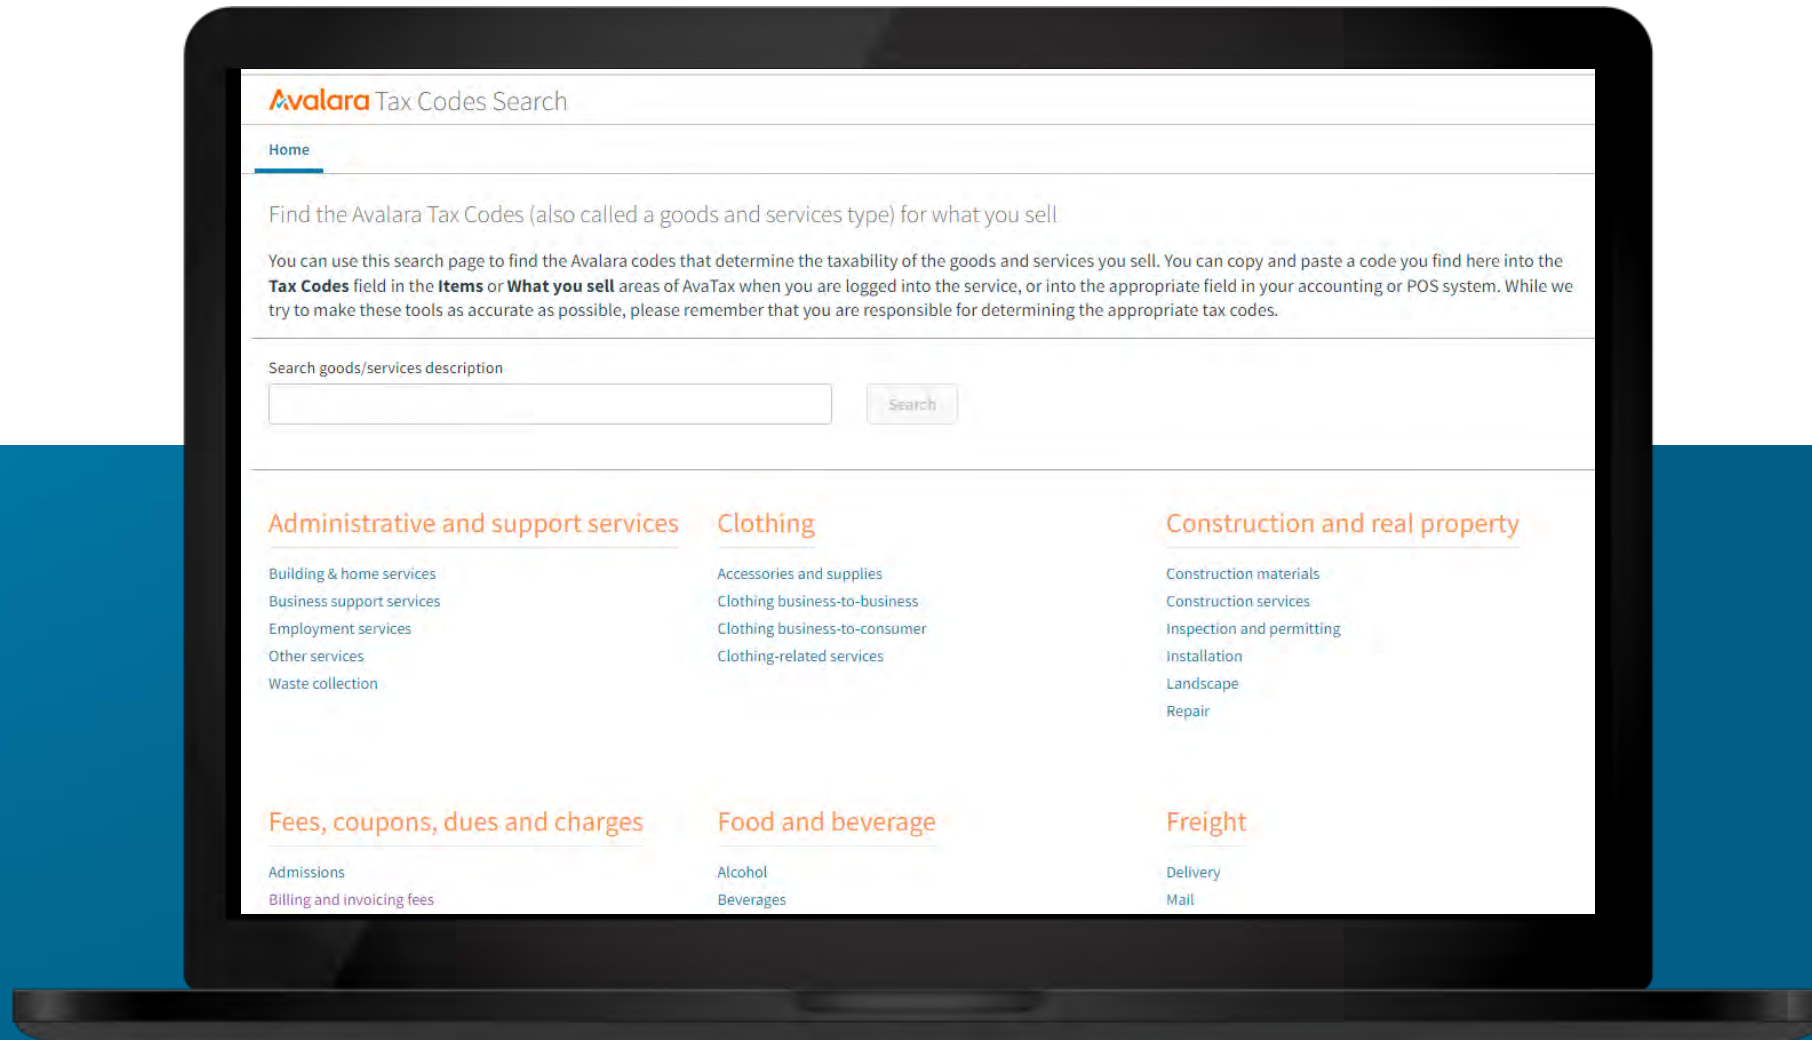 Avalara Tax Codes Search
Home
Find the Avalara Tax Codes (also called a goods and services type) for what you sell
You can use this search page to find the Avalara codes that determine the taxability of the goods and services you sell. You can copy and paste a code you find here into the
Tax Codes field in the Items or What you sell areas of AvaTax when you are logged into the service, or into the appropriate field in your accounting or POS system. While we
try to make these tools as accurate as possible, please remember that you are responsible for determining the appropriate tax codes.
Search goods/services description
Search
Administrative and support services
Building & home services
Business support services
Employment services
Other services
Waste collection
Clothing
Accessories and supplies
Clothing business-to-business
Clothing business-to-consumer
Clothing-related services
Construction and real property
Construction materials
Construction services
Inspection and permitting
Installation
Landscape
Repair
Fees, coupons, dues and charges
Admissions
Billing and invoicing fees
Food and beverage
Alcohol
Beverages
Freight
Delivery
Mail